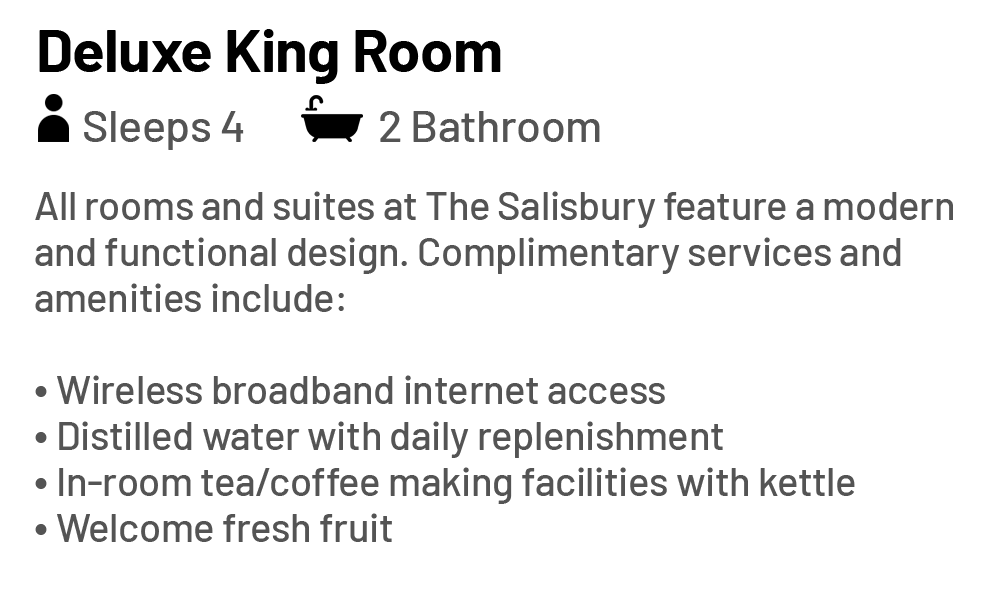 Deluxe King Room
Sleeps 4 2 Bathroom
All rooms and suites at The Salisbury feature a modern
and functional design. Complimentary services and
amenities include:
• Wireless broadband internet access
• Distilled water with daily replenishment
• In-room tea/coffee making facilities with kettle
• Welcome fresh fruit